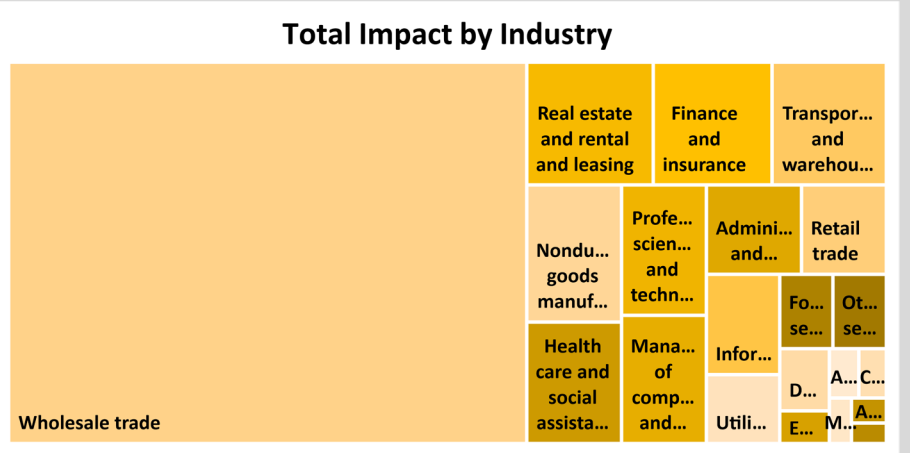 Total Impact by Industry
Wholesale trade
Real estate
and rental
and leasing
Finance
and
insurance
Transpor...
and
warehou...
Nondu...
goods
manuf...
Profe...
scien...
and
techn...
Admini...
and...
Retail
trade
Health
care and
social
assista...
Mana...
of
comp...
and...
Infor...
Utili...
Fo...
se...
Ot...
se...
D...
A...
C...
E...
M...
A...